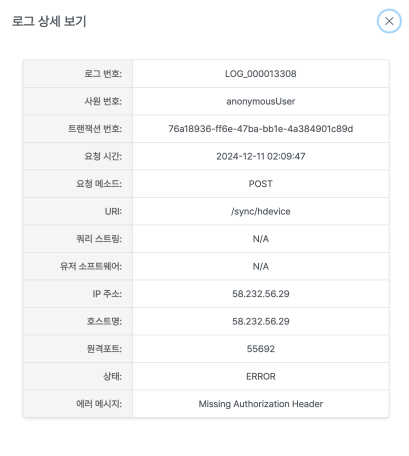 로그 상세 보기
로그 번호: LOG_000013308
사원 번호: anonymousUser
트랜잭션 번호: 76a18936-ff6e-47ba-bb1e-4a384901c89d
요청 시간: 2024-12-11 02:09:47
요청 메소드: POST
URI: /sync/hdevice
쿼리 스트링: N/A
유저 소프트웨어: N/A
IP 주소: 58.232.56.29
호스트명: 58.232.56.29
원격포트: 55692
상태: ERROR
에러 메시지: Missing Authorization Header